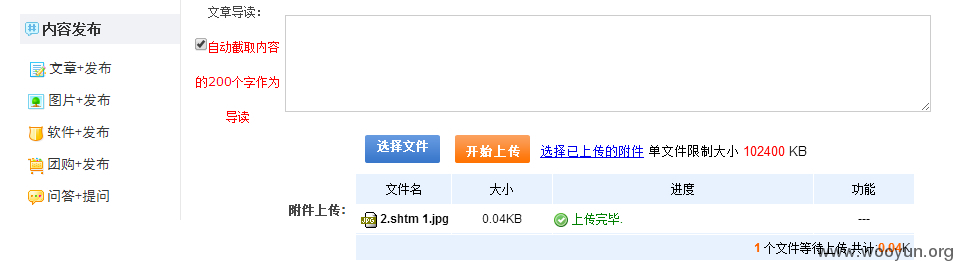 内容发布
文章+发布
图片+发布
软件+发布
团购+发布
问答+提问
文章导读：
自动截取内容
的200个字作为
导读
选择文件 开始上传 选择已上传的附件 单文件限制大小 102400 KB
附件上传：
文件名 大小 进度 功能
2.shtm 1.jpg 0.04KB 上传完毕. ---
1 个文件等待上传,共计 0.04K
www.wooyun.org